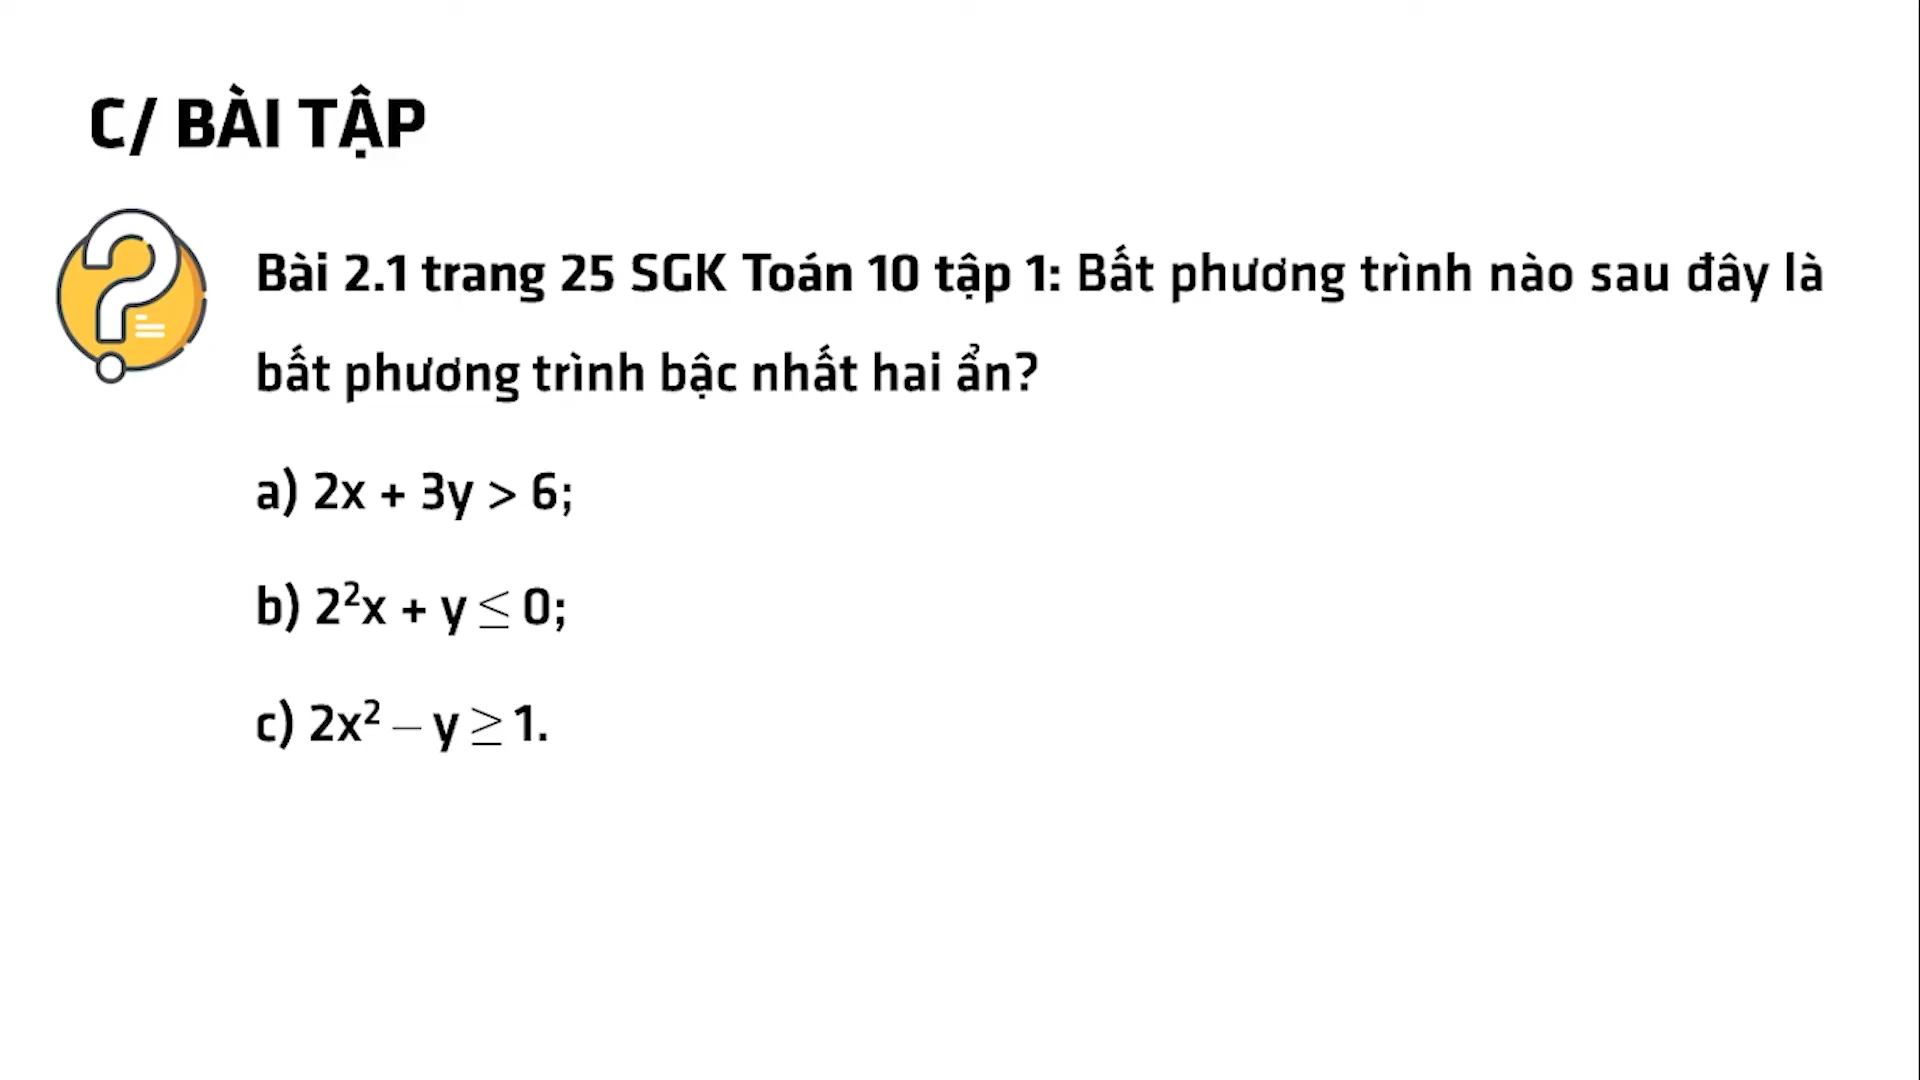 C/ BÀI TẬP
Bài 2.1 trang 25 SGK Toán 10 tập 1: Bất phương trình nào sau đây là
bất phương trình bậc nhất hai ẩn?
a) 2x + 3y > 6;
b) 2²x + y ≤ 0;
c) 2x² – y ≥ 1.